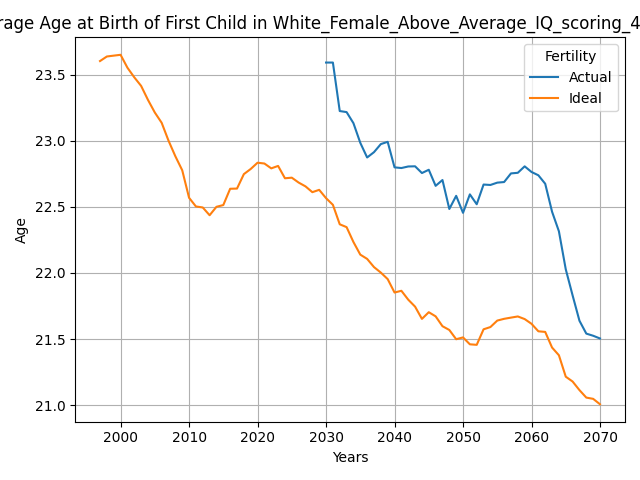 Age at Birth of First Child in White_Female_Above_Average_IQ_scoring_4
Fertility
Actual
Ideal
23.5
23.0
22.5
22.0
21.5
21.0
Age
2000 2010 2020 2030 2040 2050 2060 2070
Years